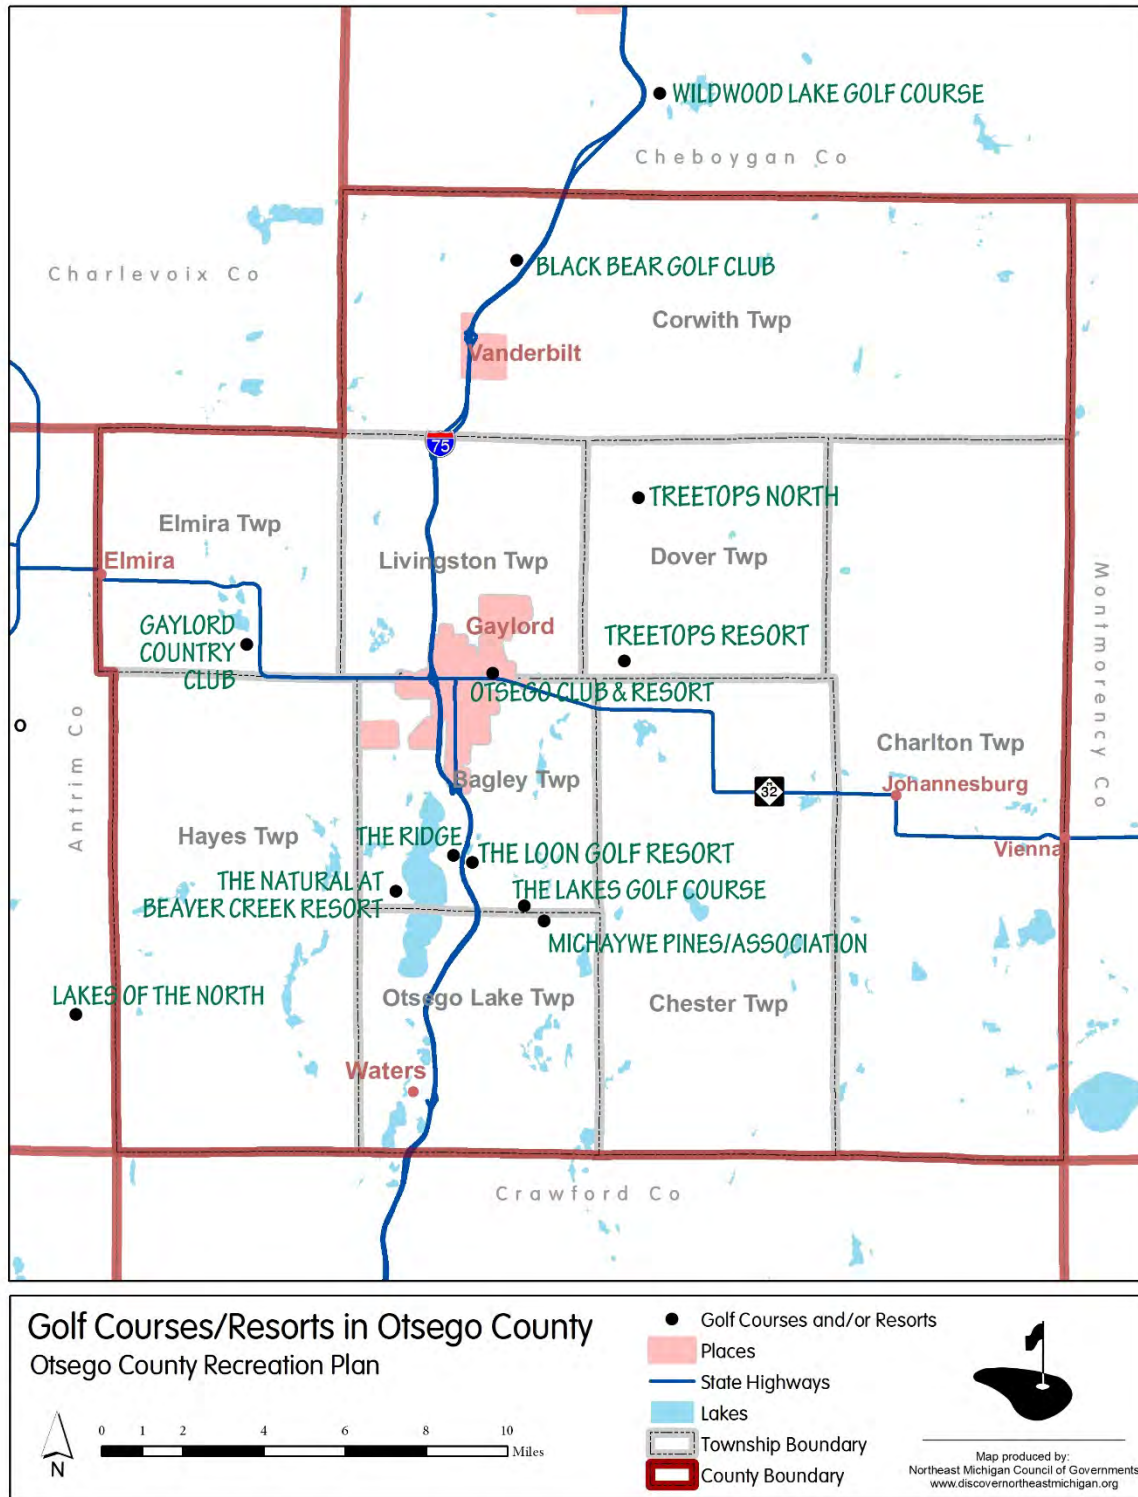 WILDWOOD LAKE GOLF COURSE
Cheboygan Co
Charlevoix Co
BLACK BEAR GOLF CLUB
Corwith Twp
Vanderbilt
75
TREETOPS NORTH
Elmira Twp
Livingston Twp
Dover Twp
Elmira
Montmorency Co
GAYLORD
COUNTRY
CLUB
Gaylord
TREETOPS RESORT
OTSEGO CLUB & RESORT
o
Antrim Co
Charlton Twp
Bagley Twp
M
32
Johannesburg
Hayes Twp
THE RIDGE
THE LOON GOLF RESORT
Vienna
THE NATURAL AT
BEAVER CREEK RESORT
THE LAKES GOLF COURSE
MICHAYWE PINES/ASSOCIATION
LAKES OF THE NORTH
Otsego Lake Twp
Chester Twp
Waters
Crawford Co
Golf Courses/Resorts in Otsego County
Otsego County Recreation Plan
N
0 1 2 4 6 8 10
Miles
Golf Courses and/or Resorts
Places
State Highways
Lakes
Township Boundary
County Boundary
Map produced by:
Northeast Michigan Council of Governments
www.discovernortheastmichigan.org